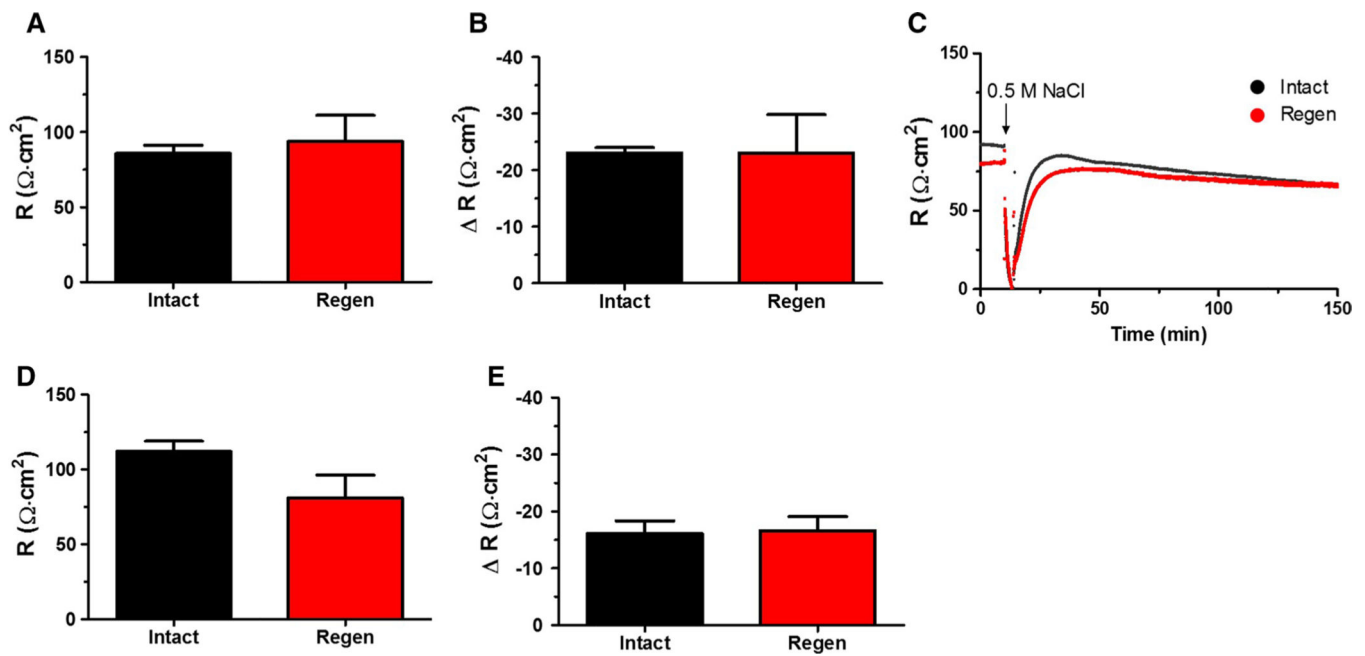 A
150
100
50
0
R (Ω·cm²)
Intact
Regen
B
-40
-30
-20
-10
0
Δ R (Ω·cm²)
Intact
Regen
C
150
100
50
0
R (Ω·cm²)
0.5 M NaCl
Intact
Regen
0
50
100
150
Time (min)
D
150
100
50
0
R (Ω·cm²)
Intact
Regen
E
-40
-30
-20
-10
0
Δ R (Ω·cm²)
Intact
Regen